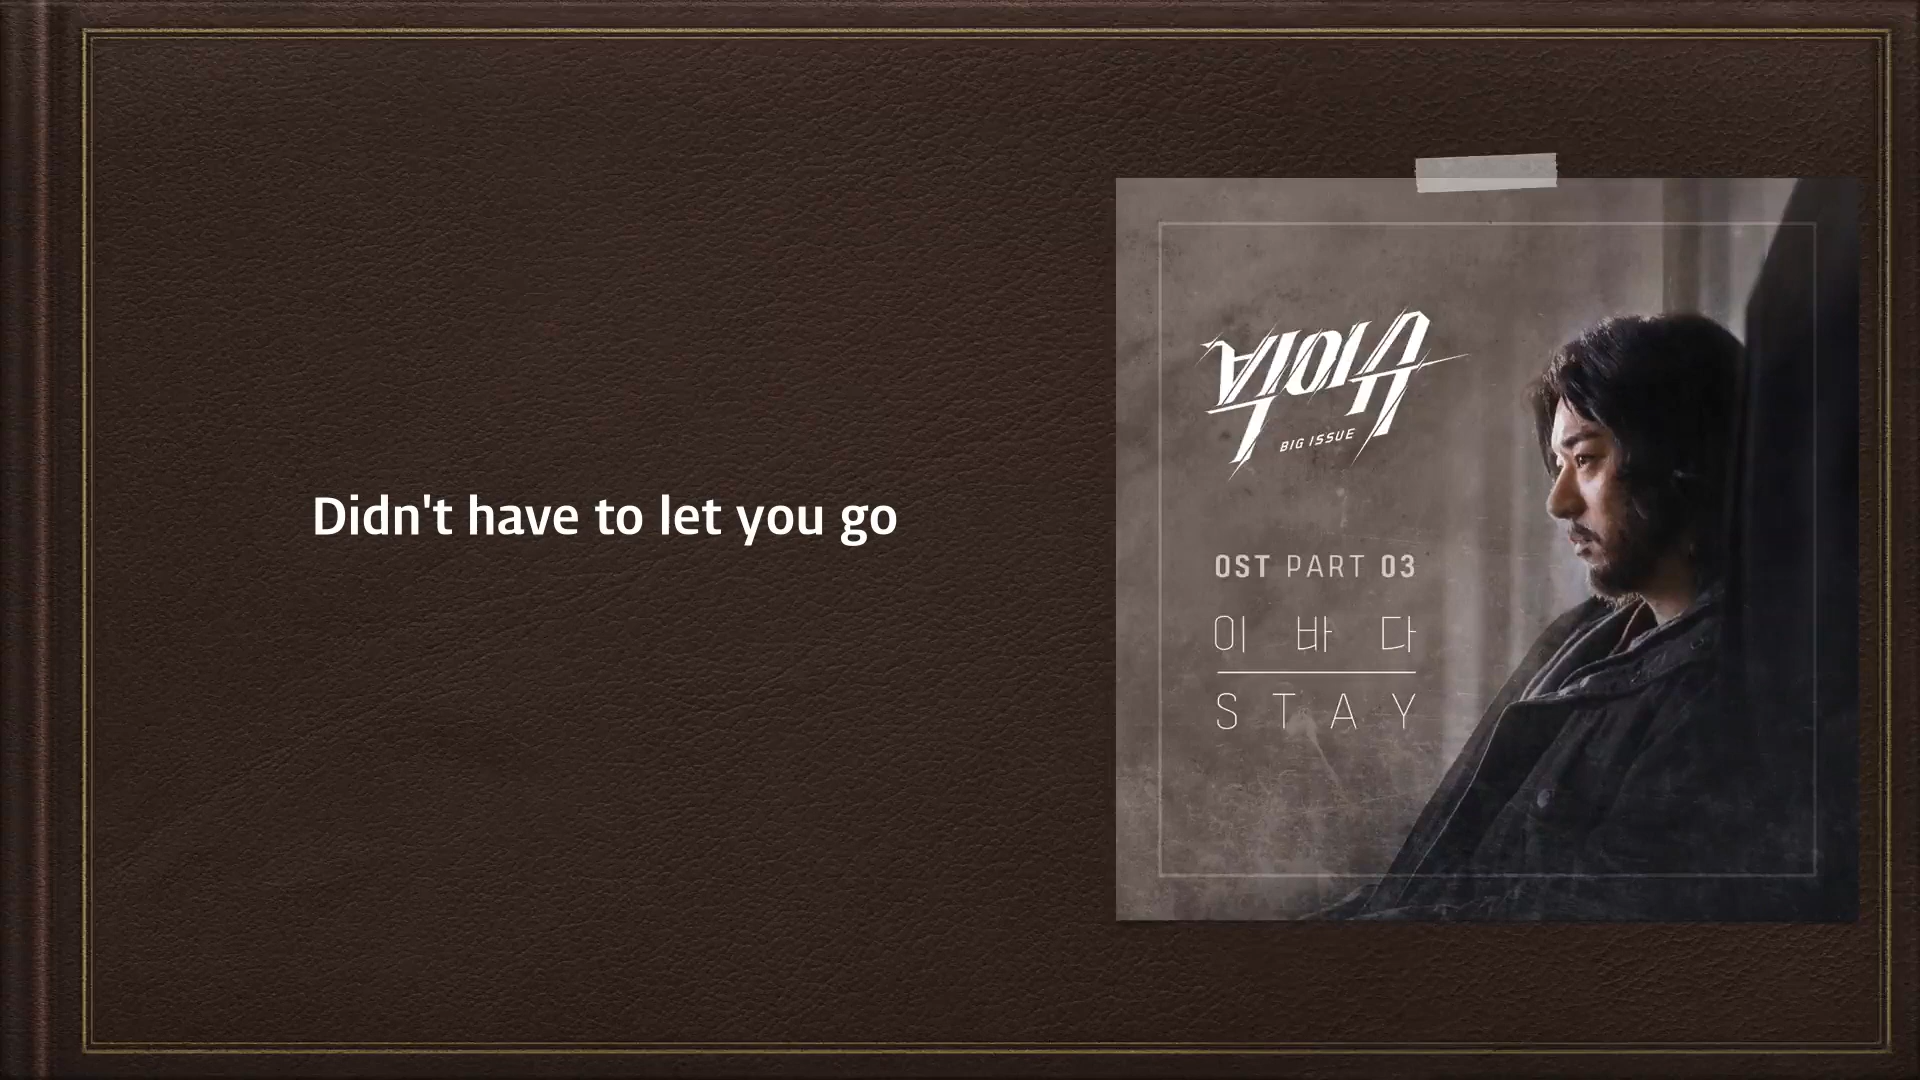 Didn't have to let you go
빅이슈
BIG ISSUE
OST PART 03
이바다
STAY